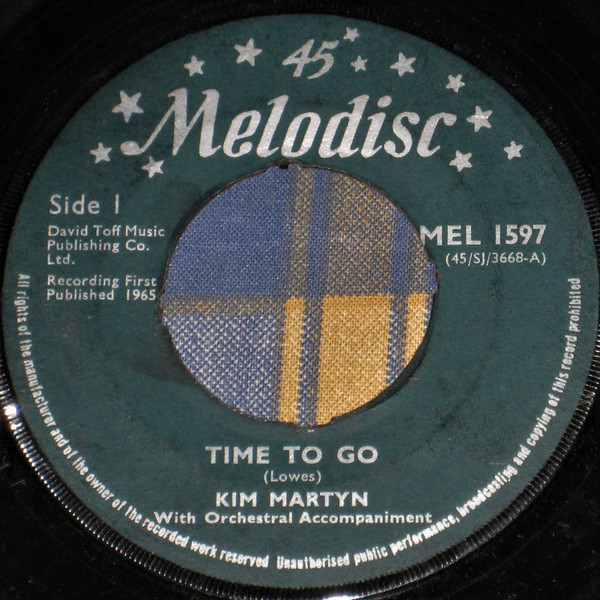 45
Melodisc
Side 1
David Toff Music
Publishing Co.
Ltd.
Recording First
Published 1965
MEL 1597
(45/SJ/3668-A)
TIME TO GO
(Lowes)
KIM MARTYN
With Orchestral Accompaniment
All rights of the manufacturer and of the owner of the recorded work reserved Unauthorised public performance, broadcasting and copying of this record prohibited